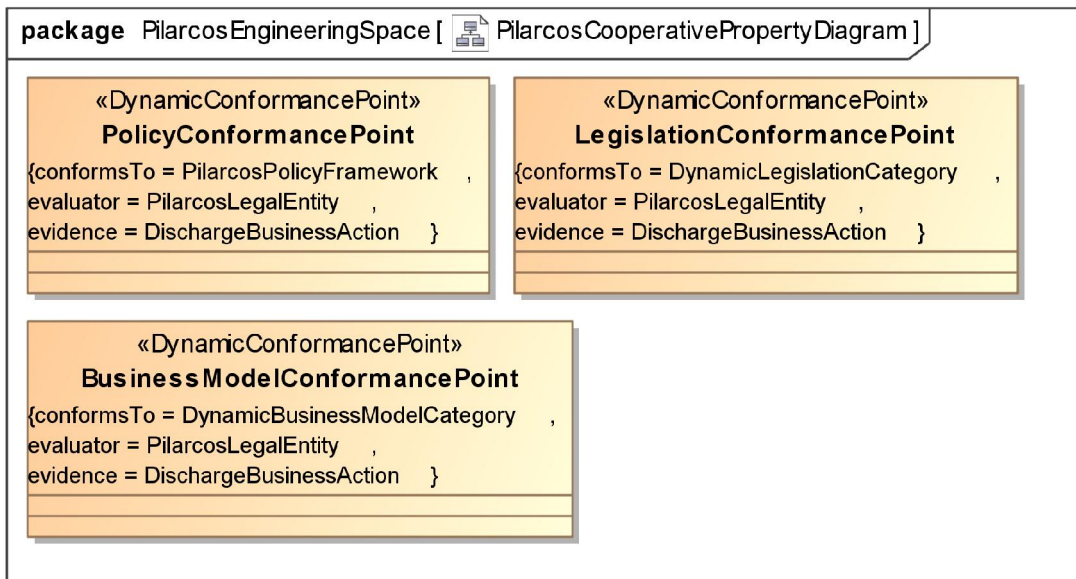 package PilarcosEngineeringSpace [ PilarcosCooperativePropertyDiagram ]
«DynamicConformancePoint»
PolicyConformancePoint
{conformsTo = PilarcosPolicyFramework ,
evaluator = PilarcosLegalEntity ,
evidence = DischargeBusinessAction }
«DynamicConformancePoint»
LegislationConformancePoint
{conformsTo = DynamicLegislationCategory ,
evaluator = PilarcosLegalEntity ,
evidence = DischargeBusinessAction }
«DynamicConformancePoint»
BusinessModelConformancePoint
{conformsTo = DynamicBusinessModelCategory ,
evaluator = PilarcosLegalEntity ,
evidence = DischargeBusinessAction }